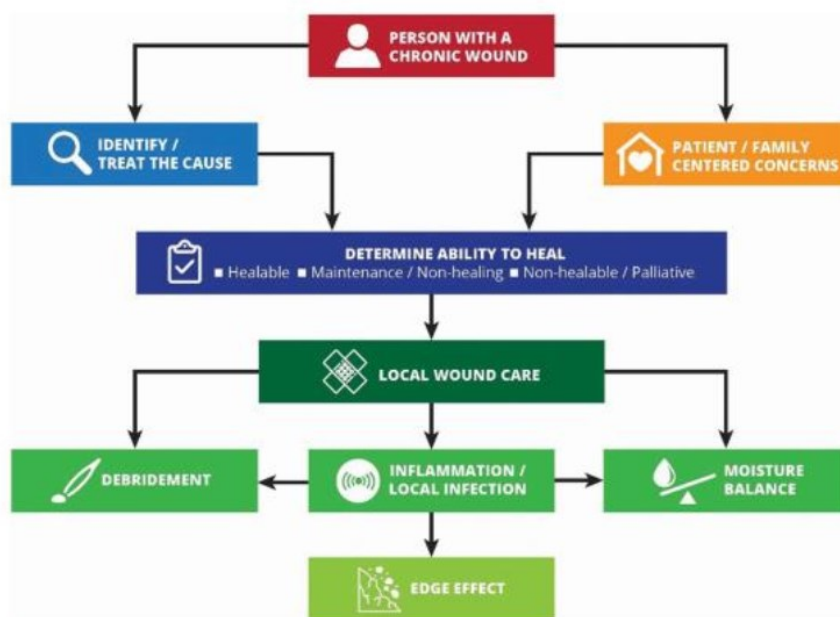 PERSON WITH A
CHRONIC WOUND
IDENTIFY /
TREAT THE CAUSE
PATIENT / FAMILY
CENTERED CONCERNS
DETERMINE ABILITY TO HEAL
■ Healable ■ Maintenance / Non-healing ■ Non-healable / Palliative
LOCAL WOUND CARE
DEBRIDEMENT
INFLAMMATION /
LOCAL INFECTION
MOISTURE
BALANCE
EDGE EFFECT